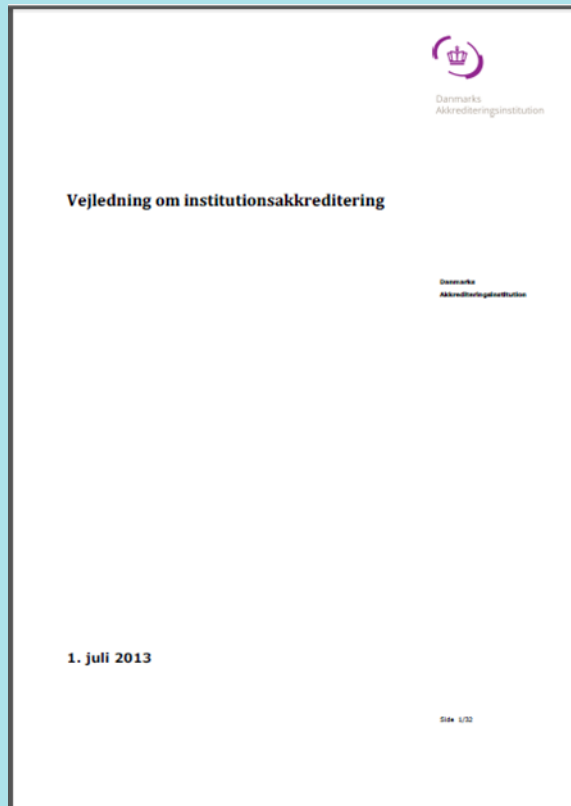 Danmarks
Akkrediteringsinstitution
Vejledning om institutionsakkreditering
Danmarks
Akkrediteringsinstitution
1. juli 2013
Side 1/32